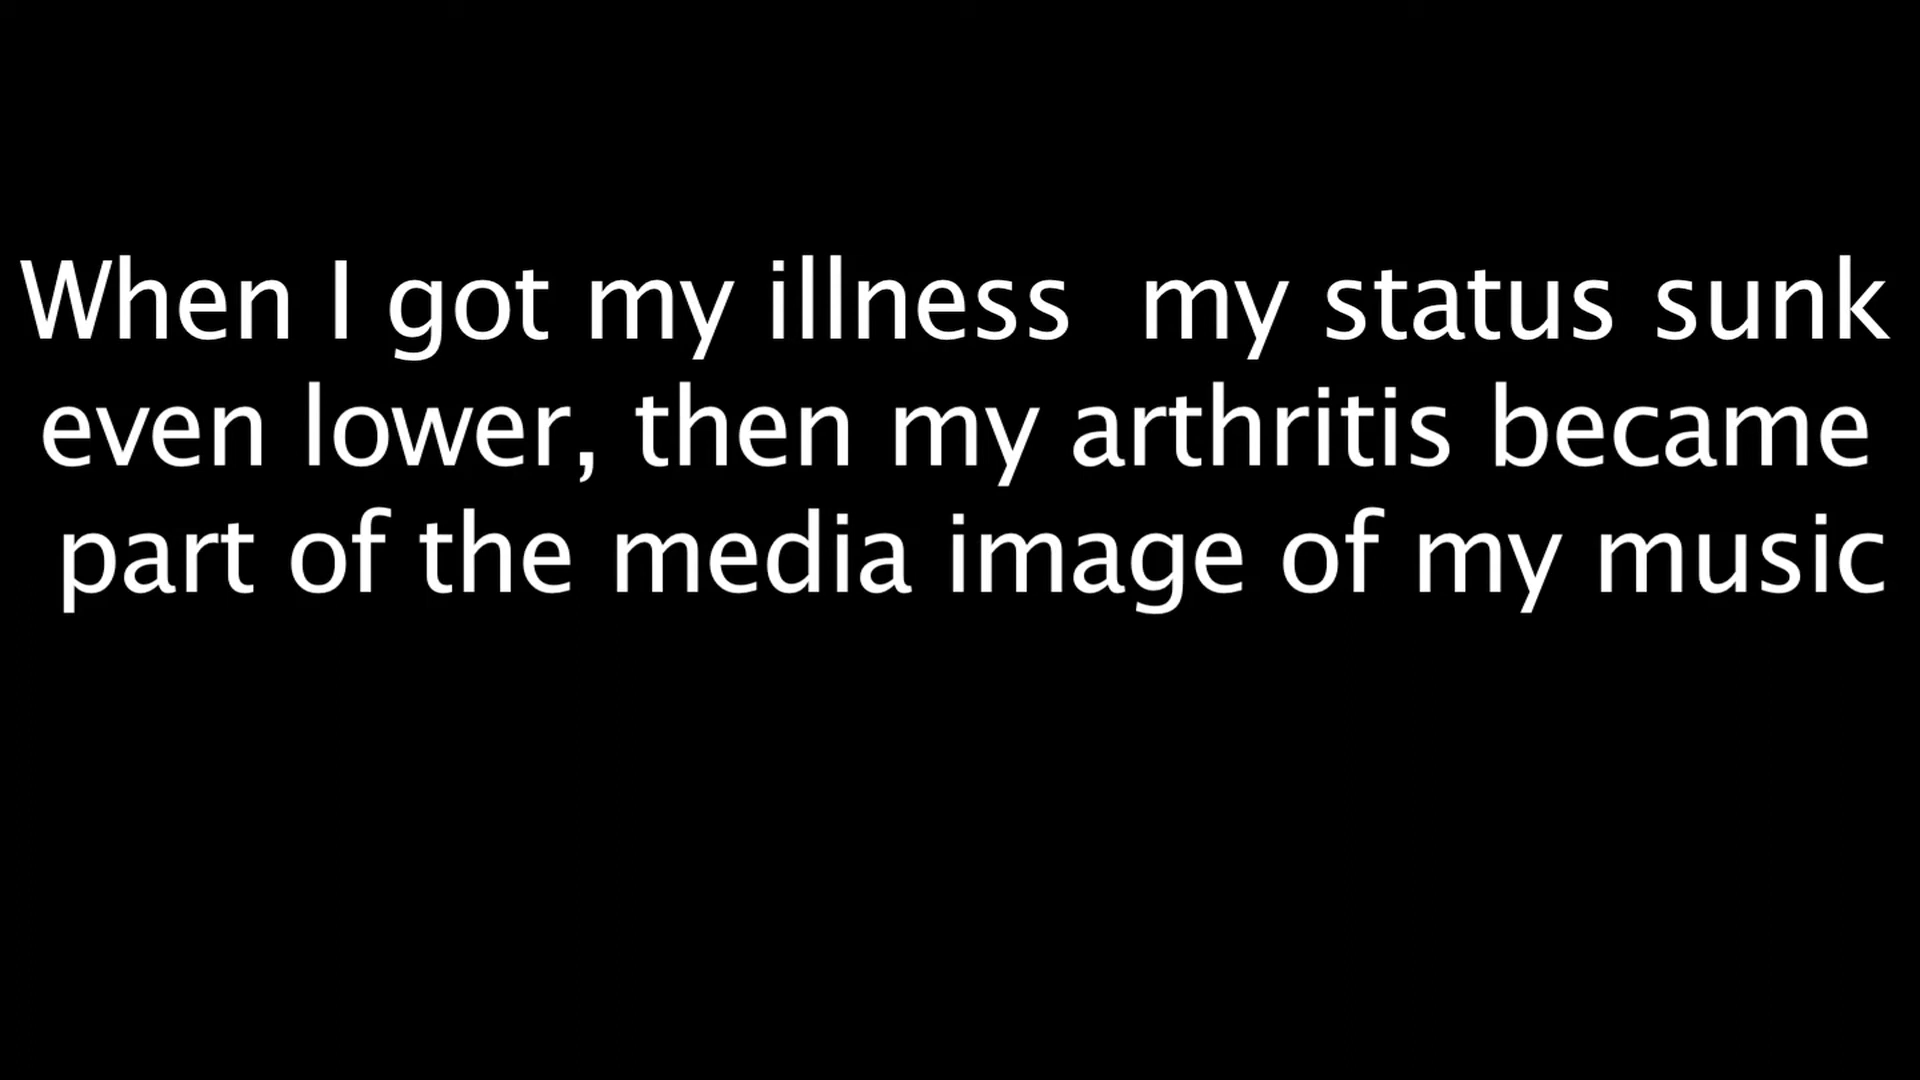 When I got my illness  my status sunk
even lower, then my arthritis became
part of the media image of my music